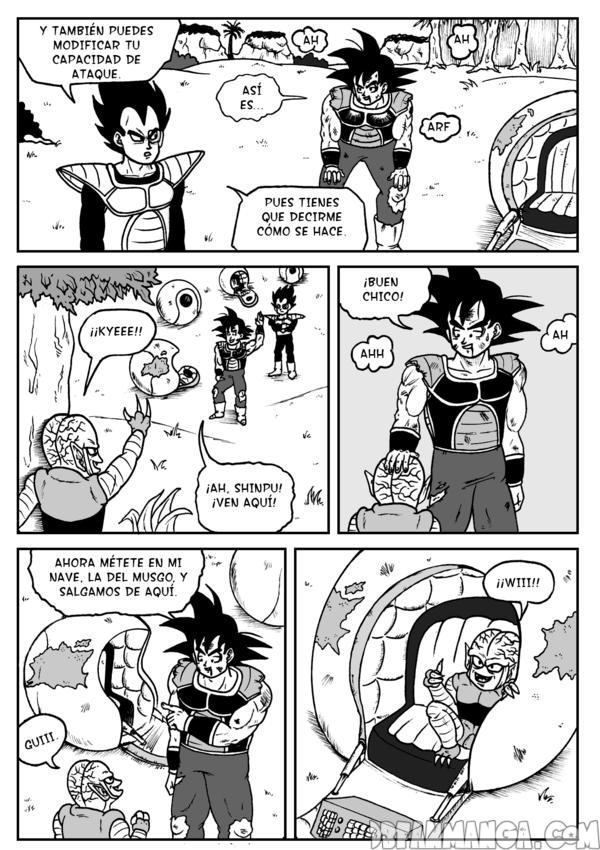 Y TAMBIÉN PUEDES
MODIFICAR TU
CAPACIDAD DE
ATAQUE.
AH
AH
ASÍ
ES...
ARF
PUES TIENES
QUE DECIRME
CÓMO SE HACE.
¡¡KYEEE!!
¡AH, SHINPU!
¡VEN AQUÍ!
¡BUEN
CHICO!
AHH
AH
AHORA MÉTETE EN MI
NAVE, LA DEL MUSGO, Y
SALGAMOS DE AQUÍ.
GUIII.
¡¡WIII!!
DBFANMANGA.COM